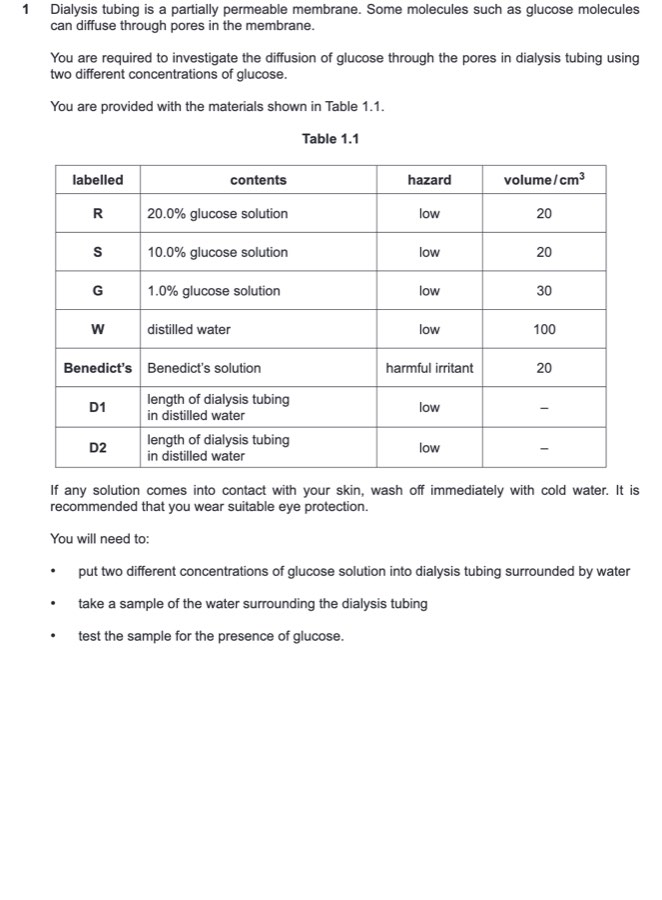 1 Dialysis tubing is a partially permeable membrane. Some molecules such as glucose molecules
can diffuse through pores in the membrane.
You are required to investigate the diffusion of glucose through the pores in dialysis tubing using
two different concentrations of glucose.
You are provided with the materials shown in Table 1.1.
Table 1.1
labelled contents hazard volume/cm³
R 20.0% glucose solution low 20
S 10.0% glucose solution low 20
G 1.0% glucose solution low 30
W distilled water low 100
Benedict's Benedict's solution harmful irritant 20
D1 length of dialysis tubing
in distilled water low –
D2 length of dialysis tubing
in distilled water low –
If any solution comes into contact with your skin, wash off immediately with cold water. It is
recommended that you wear suitable eye protection.
You will need to:
• put two different concentrations of glucose solution into dialysis tubing surrounded by water
• take a sample of the water surrounding the dialysis tubing
• test the sample for the presence of glucose.